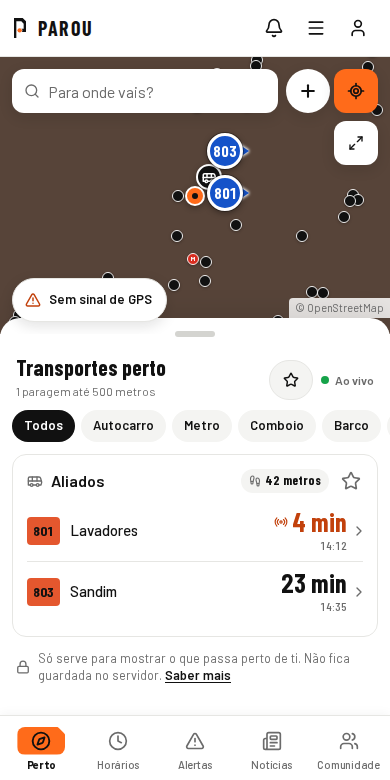 PAROU
Para onde vais?
803
801
M
Sem sinal de GPS
© OpenStreetMap
Transportes perto
1 paragem até 500 metros
Ao vivo
Todos
Autocarro
Metro
Comboio
Barco
Aliados
42 metros
801
Lavadores
4 min
14:12
803
Sandim
23 min
14:35
Só serve para mostrar o que passa perto de ti. Não fica
guardada no servidor. Saber mais
Perto
Horários
Alertas
Notícias
Comunidade